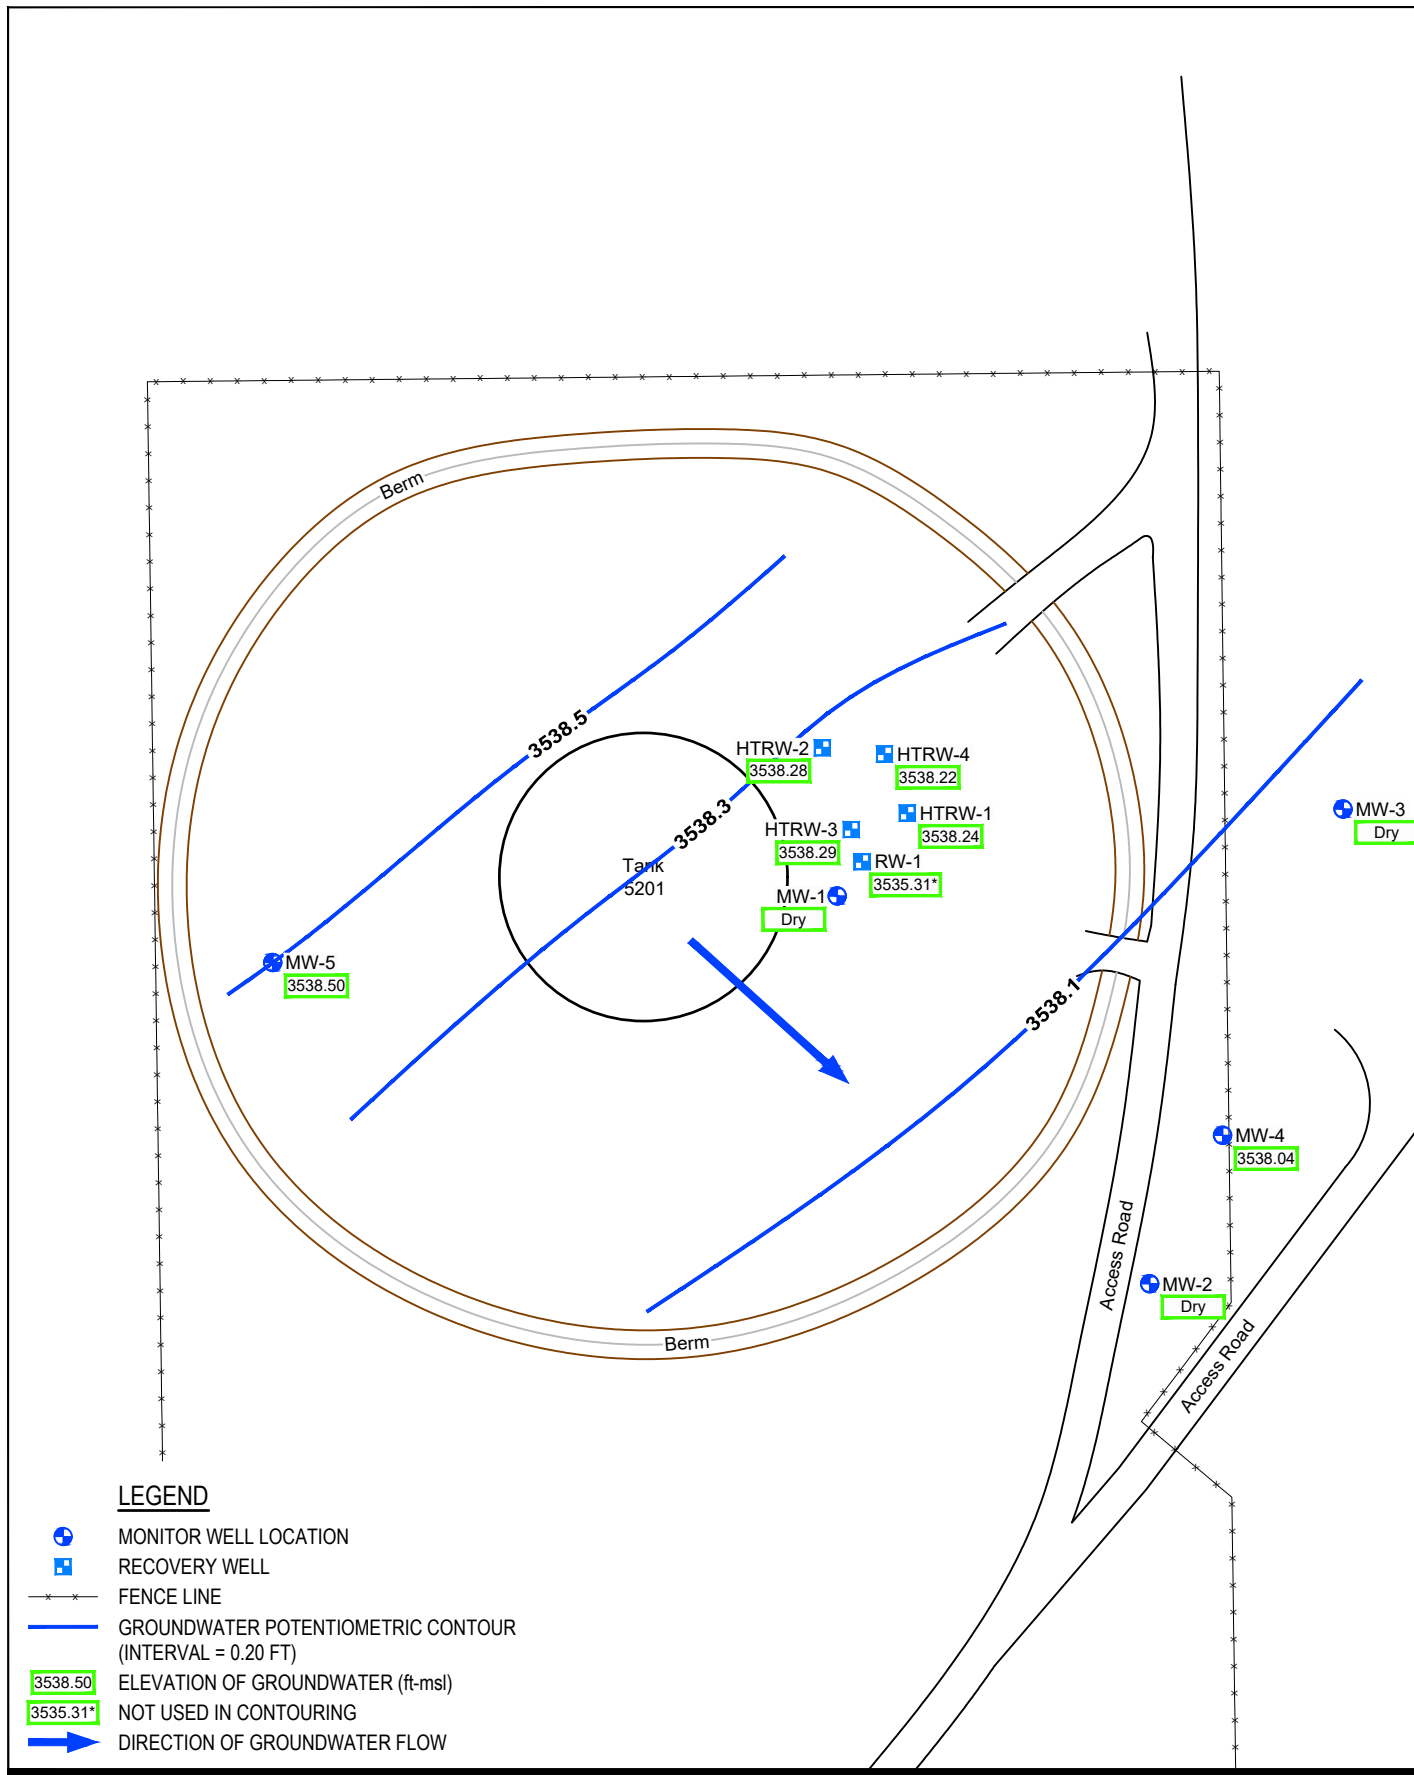 Berm
3538.5
HTRW-2
3538.28
HTRW-4
3538.22
3538.3
HTRW-1
3538.24
MW-3
Dry
HTRW-3
3538.29
RW-1
3535.31*
Tank
5201
MW-1
Dry
MW-5
3538.50
3538.1
MW-4
3538.04
Access Road
MW-2
Dry
Access Road
Berm
LEGEND
MONITOR WELL LOCATION
RECOVERY WELL
FENCE LINE
GROUNDWATER POTENTIOMETRIC CONTOUR
(INTERVAL = 0.20 FT)
3538.50 ELEVATION OF GROUNDWATER (ft-msl)
3535.31* NOT USED IN CONTOURING
DIRECTION OF GROUNDWATER FLOW